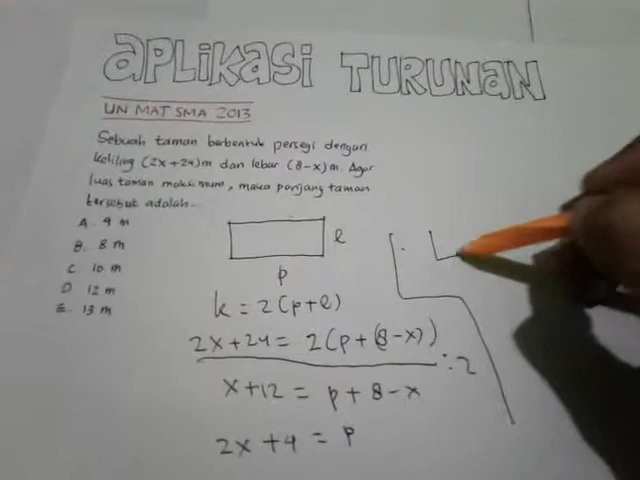 APLIKASI TURUNAN
UN MAT SMA 2013
Sebuah taman berbentuk persegi dengan
keliling (2x+24)m dan lebar (8-x)m. Agar
luas taman maksimum, maka panjang taman
tersebut adalah..
A. 4 m
B. 8 m
C. 10 m
D. 12 m
E. 13 m
l
p
k = 2(p+l)
2x+24 = 2(p+(8-x))
:2
x+12 = p+8-x
2x+4 = p
L